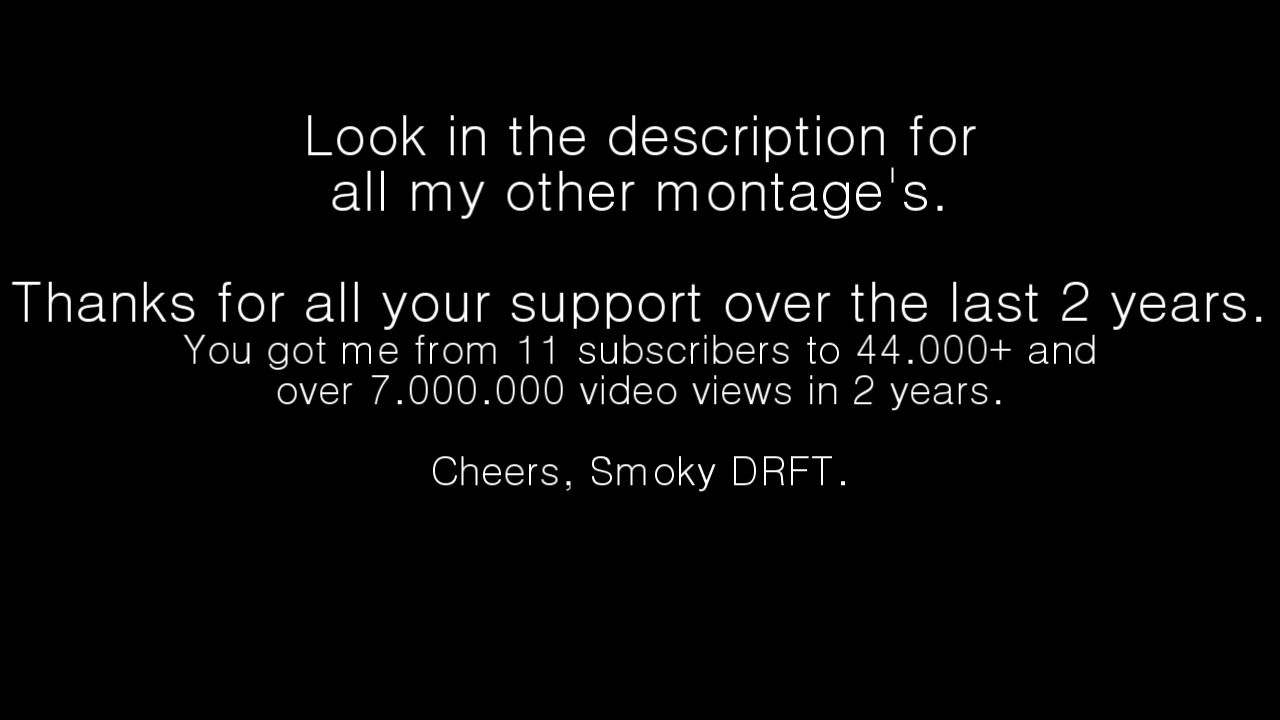 Look in the description for
all my other montage's.
Thanks for all your support over the last 2 years.
You got me from 11 subscribers to 44.000+ and
over 7.000.000 video views in 2 years.
Cheers, Smoky DRFT.